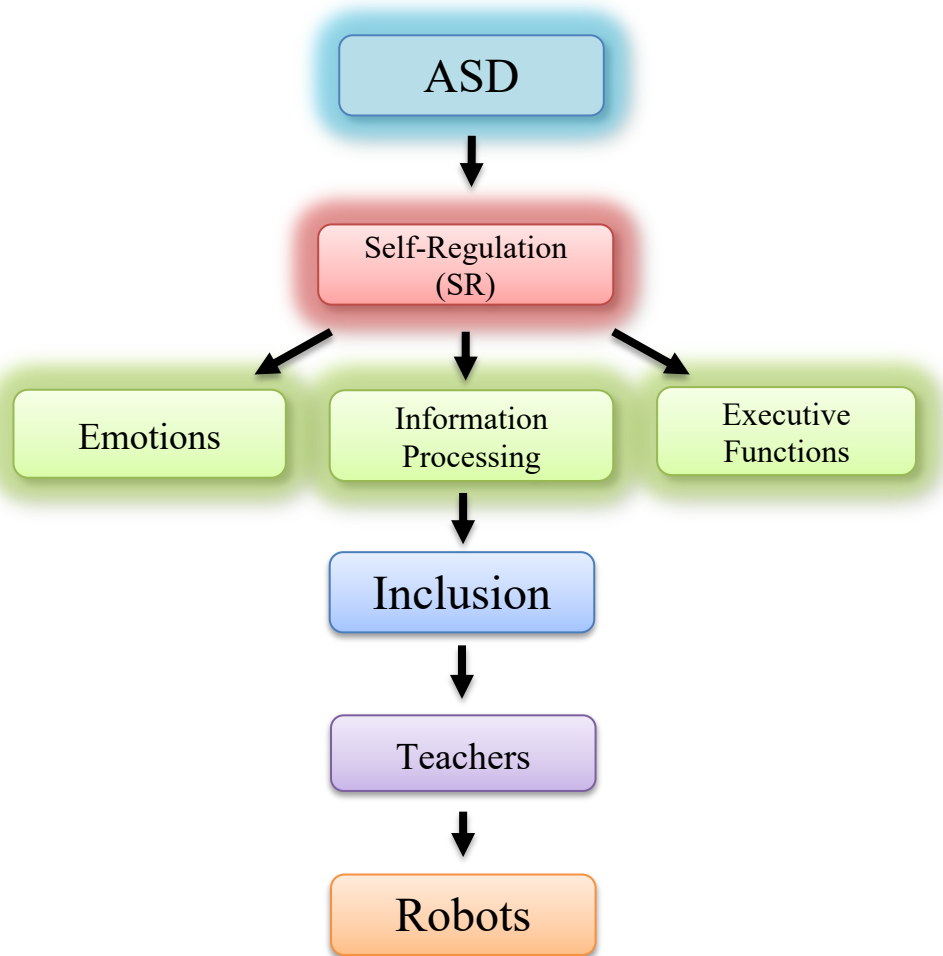 ASD
Self-Regulation
(SR)
Emotions
Information
Processing
Executive
Functions
Inclusion
Teachers
Robots